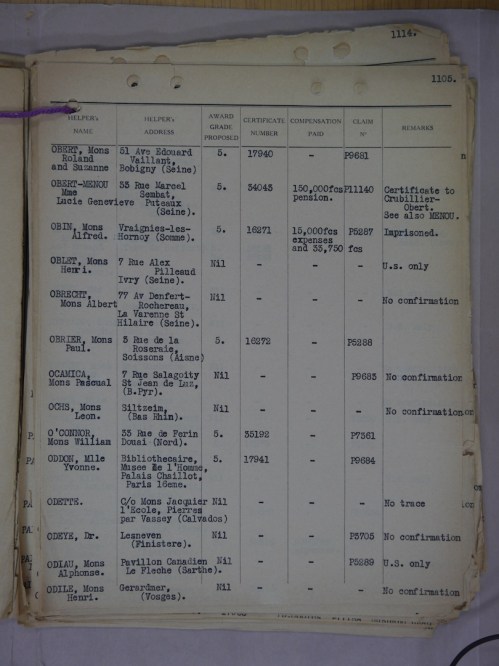 1114.
1105.
HELPER's NAME HELPER's ADDRESS AWARD GRADE PROPOSED CERTIFICATE NUMBER COMPENSATION PAID CLAIM Nº REMARKS
OBERT, Mons 51 Ave Edouard 5. 17940 - P9681
Roland Vaillant,
and Suzanne Bobigny (Seine)
OBERT-MENOU 53 Rue Marcel 5. 34043 150,000fcs P11140 Certificate to
Mme Sembat, pension. Crubillier-
Lucie Genevieve Puteaux Obert.
(Seine). See also MENOU.
OBIN, Mons Vraignies-les- 5. 16271 15,000fcs P5287 Imprisoned.
Alfred. Hornoy (Somme). expenses
and 33,750 fcs
OBLET, Mons 7 Rue Alex Nil - - - U.s. only
Henri. Pilleaud
Ivry (Seine).
OBRECHT, 77 Av Denfert- Nil - - - No confirmation
Mons Albert Rochereau,
La Varenne St
Hilaire (Seine).
OBRIER, Mons 5 Rue de la 5. 16272 - P5288
Paul. Roseraie,
Soissons (Aisne)
OCAMICA, 7 Rue Salagoity Nil - - P9683 No confirmation
Mons Pascual St Jean de Luz,
(B.Pyr).
OCHS, Mons Siltzeim, Nil - - - No confirmation
Leon. (Bas Rhin).
O'CONNOR, 33 Rue de Ferin 5. 35192 - P7561
Mons William Douai (Nord).
ODDON, Mlle Bibliothecaire, 5. 17941 - P9684
Yvonne. Musee de l'Homme,
Palais Chaillot,
Paris 16eme.
ODETTE. C/o Mons Jacquier Nil - - - No trace
l'Ecole, Pierres
par Vassey (Calvados)
ODEYE, Dr. Lesneven Nil - - P5705 No confirmation
(Finistere).
ODIAU, Mons Pavillon Canadien Nil - - P5289 U.S. only
Alphonse. Le Fleche (Sarthe).
ODILE, Mons Gerardmer, Nil - - - No confirmation
Henri. (Vosges).